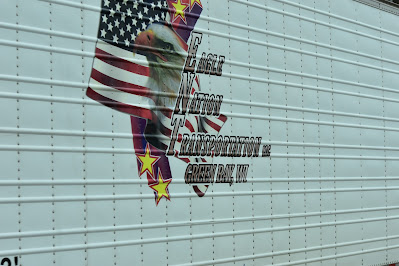 EAGLE
NATION
TRANSPORTATION INC
GREEN BAY, WI.